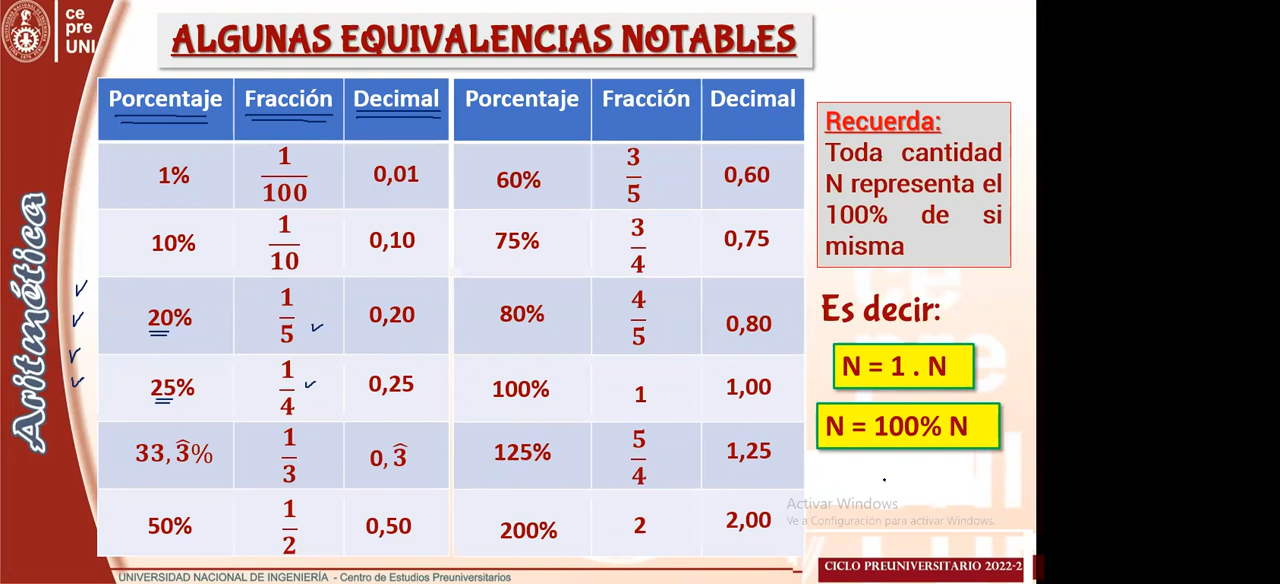 ce
pre
UNI
ALGUNAS EQUIVALENCIAS NOTABLES
Aritmética
Porcentaje Fracción Decimal Porcentaje Fracción Decimal
1% 1/100 0,01 60% 3/5 0,60
10% 1/10 0,10 75% 3/4 0,75
20% 1/5 0,20 80% 4/5 0,80
25% 1/4 0,25 100% 1 1,00
33,3̂% 1/3 0,3̂ 125% 5/4 1,25
50% 1/2 0,50 200% 2 2,00
Recuerda:
Toda cantidad
N representa el
100% de si
misma
Es decir:
N = 1 . N
N = 100% N
Activar Windows
Ve a Configuración para activar Windows.
UNIVERSIDAD NACIONAL DE INGENIERÍA - Centro de Estudios Preuniversitarios
CICLO PREUNIVERSITARIO 2022-2